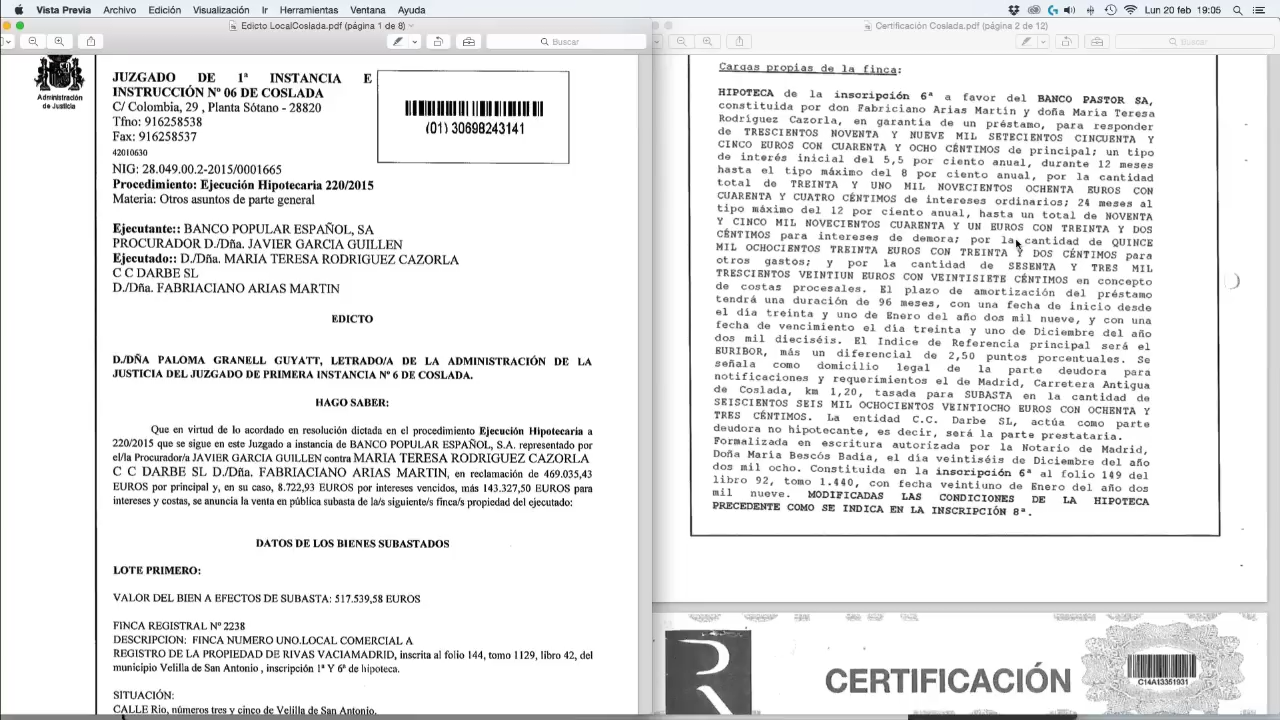 Vista Previa Archivo Edición Visualización Ir Herramientas Ventana Ayuda
Lun 20 feb 19:05
Edicto LocalCoslada.pdf (página 1 de 8)
Buscar
Administración
de Justicia
JUZGADO DE 1ª INSTANCIA E
INSTRUCCIÓN Nº 06 DE COSLADA
C/ Colombia, 29 , Planta Sótano - 28820
Tfno: 916258538
Fax: 916258537
42010630
(01) 30698243141
NIG: 28.049.00.2-2015/0001665
Procedimiento: Ejecución Hipotecaria 220/2015
Materia: Otros asuntos de parte general
Ejecutante:: BANCO POPULAR ESPAÑOL, SA
PROCURADOR D./Dña. JAVIER GARCIA GUILLEN
Ejecutado:: D./Dña. MARIA TERESA RODRIGUEZ CAZORLA
C C DARBE SL
D./Dña. FABRIACIANO ARIAS MARTIN
EDICTO
D./DÑA PALOMA GRANELL GUYATT, LETRADO/A DE LA ADMINISTRACIÓN DE LA
JUSTICIA DEL JUZGADO DE PRIMERA INSTANCIA Nº 6 DE COSLADA.
HAGO SABER:
Que en virtud de lo acordado en resolución dictada en el procedimiento Ejecución Hipotecaria a
220/2015 que se sigue en este Juzgado a instancia de BANCO POPULAR ESPAÑOL, S.A. representado por
el/la Procurador/a JAVIER GARCIA GUILLEN contra MARIA TERESA RODRIGUEZ CAZORLA
C C DARBE SL D./Dña. FABRIACIANO ARIAS MARTIN, en reclamación de 469.035,43
EUROS por principal y, en su caso, 8.722,93 EUROS por intereses vencidos, más 143.327,50 EUROS para
intereses y costas, se anuncia la venta en pública subasta de la/s siguiente/s finca/s propiedad del ejecutado:
DATOS DE LOS BIENES SUBASTADOS
LOTE PRIMERO:
VALOR DEL BIEN A EFECTOS DE SUBASTA: 517.539,58 EUROS
FINCA REGISTRAL Nº 2238
DESCRIPCION: FINCA NUMERO UNO.LOCAL COMERCIAL A
REGISTRO DE LA PROPIEDAD DE RIVAS VACIAMADRID, inscrita al folio 144, tomo 1129, libro 42, del
municipio Velilla de San Antonio , inscripción 1ª Y 6ª de hipoteca.
SITUACIÓN:
CALLE Rio, números tres y cinco de Velilla de San Antonio.
Certificación Coslada.pdf (página 2 de 12)
Buscar
Cargas propias de la finca:
HIPOTECA de la inscripción 6ª a favor del BANCO PASTOR SA,
constituida por don Fabriciano Arias Martín y doña Maria Teresa
Rodríguez Cazorla, en garantia de un préstamo, para responder
de TRESCIENTOS NOVENTA Y NUEVE MIL SETECIENTOS CINCUENTA Y
CINCO EUROS CON CUARENTA Y OCHO CÉNTIMOS de principal; un tipo
de interés inicial del 5,5 por ciento anual, durante 12 meses
hasta el tipo máximo del 8 por ciento anual, por la cantidad
total de TREINTA Y UNO MIL NOVECIENTOS OCHENTA EUROS CON
CUARENTA Y CUATRO CÉNTIMOS de intereses ordinarios; 24 meses al
tipo máximo del 12 por ciento anual, hasta un total de NOVENTA
Y CINCO MIL NOVECIENTOS CUARENTA Y UN EUROS CON TREINTA Y DOS
CÉNTIMOS para intereses de demora; por la cantidad de QUINCE
MIL OCHOCIENTOS TREINTA EUROS CON TREINTA Y DOS CÉNTIMOS para
otros gastos; y por la cantidad de SESENTA Y TRES MIL
TRESCIENTOS VEINTIUN EUROS CON VEINTISIETE CÉNTIMOS en concepto
de costas procesales. El plazo de amortización del préstamo
tendrá una duración de 96 meses, con una fecha de inicio desde
el día treinta y uno de Enero del año dos mil nueve, y con una
fecha de vencimiento el día treinta y uno de Diciembre del año
dos mil dieciséis. El Indice de Referencia principal será el
EURIBOR, más un diferencial de 2,50 puntos porcentuales. Se
señala como domicilio legal de la parte deudora para
notificaciones y requerimientos el de Madrid, Carretera Antigua
de Coslada, km 1,20, tasada para SUBASTA en la cantidad de
SEISCIENTOS SEIS MIL OCHOCIENTOS VEINTIOCHO EUROS CON OCHENTA Y
TRES CÉNTIMOS. La entidad C.C. Darbe SL, actúa como parte
deudora no hipotecante, es decir, será la parte prestataria.
Formalizada en escritura autorizada por el Notario de Madrid,
Doña María Bescós Badia, el día veintiséis de Diciembre del año
dos mil ocho. Constituida en la inscripción 6ª al folio 149 del
libro 92, tomo 1.440, con fecha veintiuno de Enero del año dos
mil nueve. MODIFICADAS LAS CONDICIONES DE LA HIPOTECA
PRECEDENTE COMO SE INDICA EN LA INSCRIPCIÓN 8ª.
CERTIFICACIÓN
C14A13351931